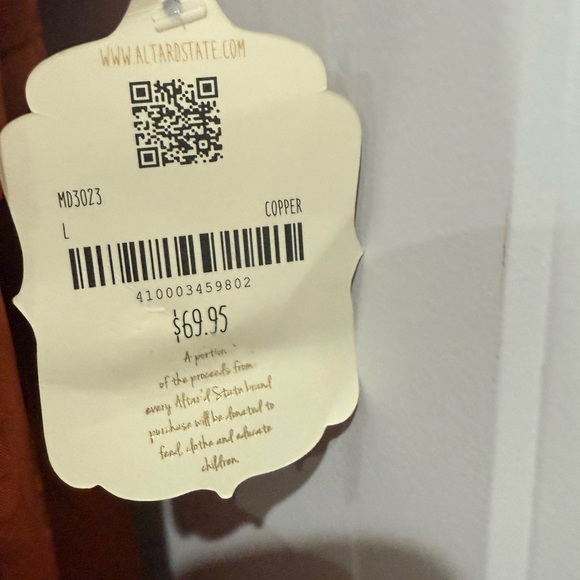 WWW.ALTARDSTATE.COM
MD3023
L COPPER
410003459802
$69.95
A portion
of the proceeds from
every Altar'd State brand
purchase will be donated to
feed, clothe and educate
children